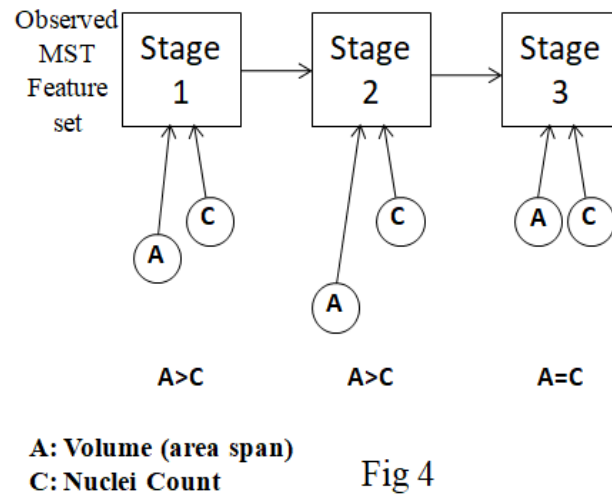 Observed
MST
Feature
set
Stage
1
Stage
2
Stage
3
A
C
A
C
A
C
A>C
A>C
A=C
A: Volume (area span)
C: Nuclei Count
Fig 4